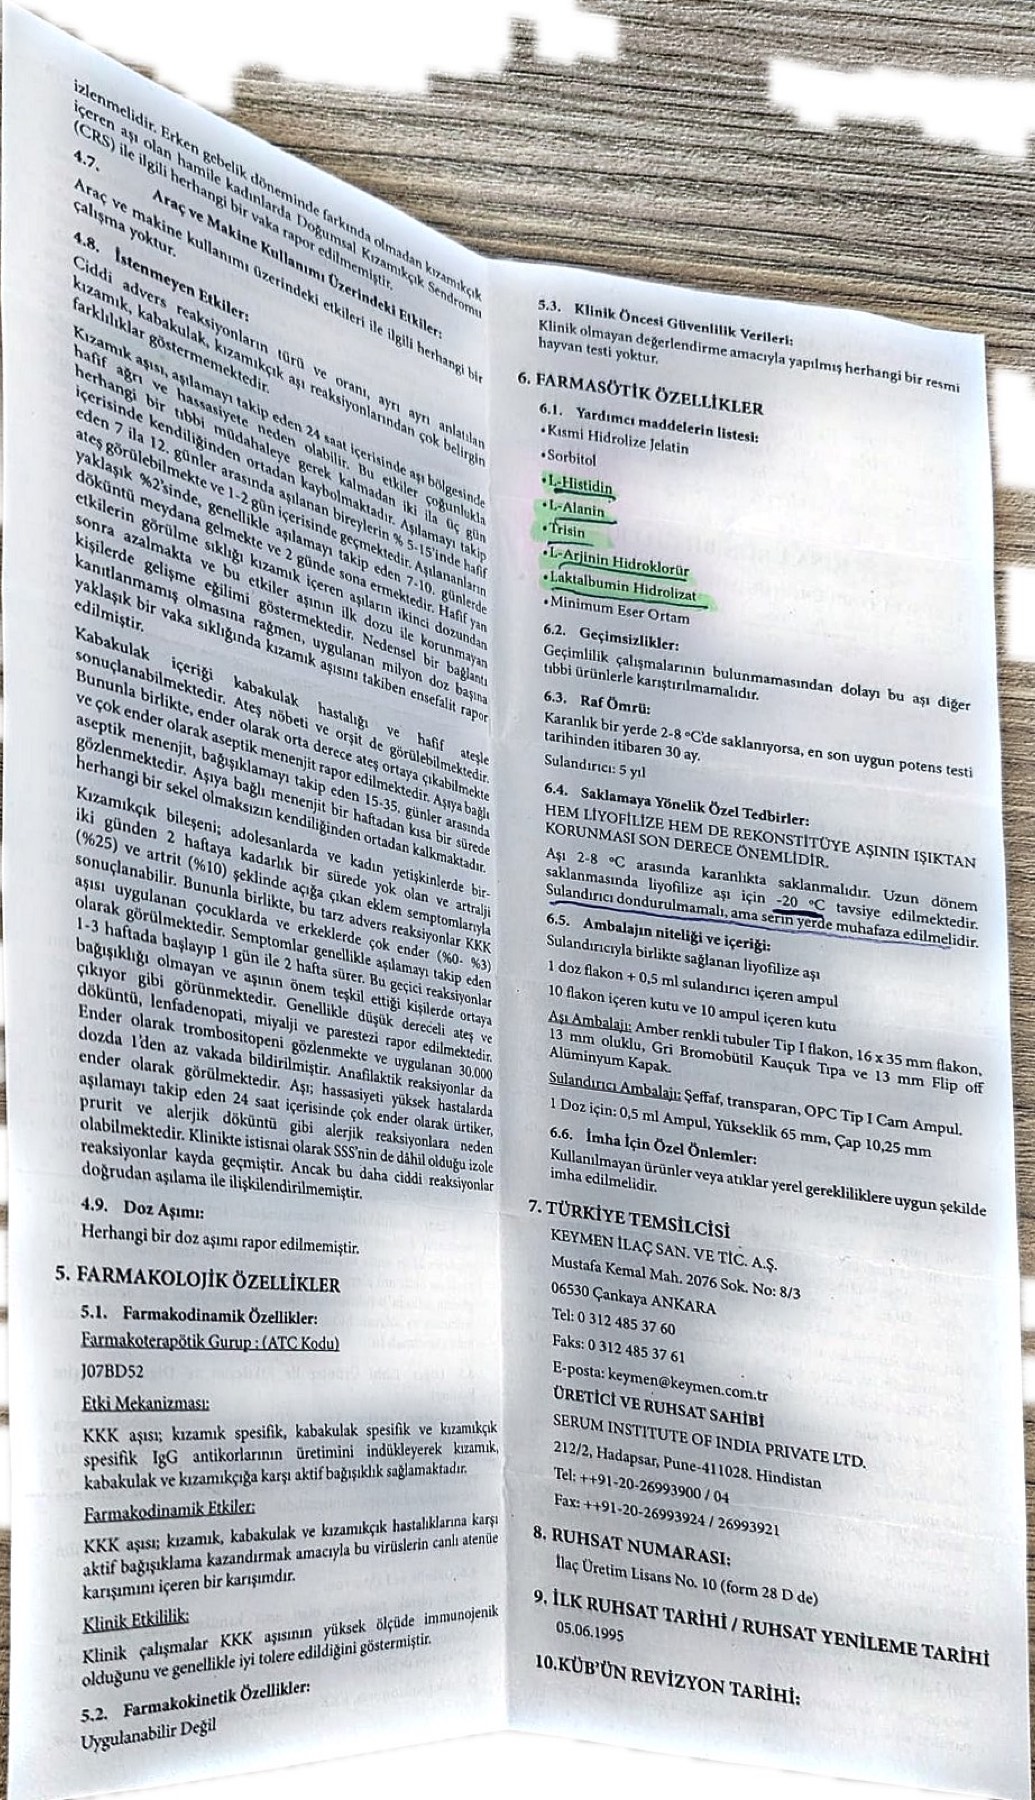 izlenmelidir. Erken gebelik döneminde farkında olmadan kızamıkçık
içeren aşı olan hamile kadınlarda Doğumsal Kızamıkçık Sendromu
(CRS) ile ilgili herhangi bir vaka rapor edilmemiştir.
4.7. Araç ve Makine Kullanımı Üzerindeki Etkiler:
Araç ve makine kullanımı üzerindeki etkileri ile ilgili herhangi bir
çalışma yoktur.
4.8. İstenmeyen Etkiler:
Ciddi advers reaksiyonların türü ve oranı, ayrı ayrı anlatılan
kızamık, kabakulak, kızamıkçık aşı reaksiyonlarından çok belirgin
farklılıklar göstermemektedir.
Kızamık aşısı, aşılamayı takip eden 24 saat içerisinde aşı bölgesinde
hafif ağrı ve hassasiyete neden olabilir. Bu etkiler çoğunlukla
herhangi bir tıbbi müdahaleye gerek kalmadan iki ila üç gün
içerisinde kendiliğinden ortadan kaybolmaktadır. Aşılamayı takip
eden 7 ila 12. günler arasında aşılanan bireylerin % 5-15'inde hafif
ateş görülebilmekte ve 1-2 gün içerisinde geçmektedir. Aşılananların
yaklaşık %2'sinde, genellikle aşılamayı takip eden 7-10. günlerde
döküntü meydana gelmekte ve 2 günde sona ermektedir. Hafif yan
etkilerin görülme sıklığı kızamık içeren aşıların ikinci dozundan
sonra azalmakta ve bu etkiler aşının ilk dozu ile korunmayan
kişilerde gelişme eğilimi göstermektedir. Nedensel bir bağlantı
kanıtlanmamış olmasına rağmen, uygulanan milyon doz başına
yaklaşık bir vaka sıklığında kızamık aşısını takiben ensefalit rapor
edilmiştir.
Kabakulak içeriği kabakulak hastalığı ve hafif ateşle
sonuçlanabilmektedir. Ateş nöbeti ve orşit de görülebilmektedir.
Bununla birlikte, ender olarak orta derece ateş ortaya çıkabilmekte
ve çok ender olarak aseptik menenjit rapor edilmektedir. Aşıya bağlı
aseptik menenjit, bağışıklamayı takip eden 15-35. günler arasında
gözlenmektedir. Aşıya bağlı menenjit bir haftadan kısa bir sürede
herhangi bir sekel olmaksızın kendiliğinden ortadan kalkmaktadır.
Kızamıkçık bileşeni; adolesanlarda ve kadın yetişkinlerde bir-
iki günden 2 haftaya kadarlık bir sürede yok olan ve artralji
(%25) ve artrit (%10) şeklinde açığa çıkan eklem semptomlarıyla
sonuçlanabilir. Bununla birlikte, bu tarz advers reaksiyonlar KKK
aşısı uygulanan çocuklarda ve erkeklerde çok ender (%0- %3)
olarak görülmektedir. Semptomlar genellikle aşılamayı takip eden
1-3 haftada başlayıp 1 gün ile 2 hafta sürer. Bu geçici reaksiyonlar
bağışıklığı olmayan ve aşının önem teşkil ettiği kişilerde ortaya
çıkıyor gibi görünmektedir. Genellikle düşük dereceli ateş ve
döküntü, lenfadenopati, miyalji ve parestezi rapor edilmektedir.
Ender olarak trombositopeni gözlenmekte ve uygulanan 30.000
dozda 1'den az vakada bildirilmiştir. Anafilaktik reaksiyonlar da
ender olarak görülmektedir. Aşı; hassasiyeti yüksek hastalarda
aşılamayı takip eden 24 saat içerisinde çok ender olarak ürtiker,
prurit ve alerjik döküntü gibi alerjik reaksiyonlara neden
olabilmektedir. Klinikte istisnai olarak SSS'nin de dâhil olduğu izole
reaksiyonlar kayda geçmiştir. Ancak bu daha ciddi reaksiyonlar
doğrudan aşılama ile ilişkilendirilmemiştir.
4.9. Doz Aşımı:
Herhangi bir doz aşımı rapor edilmemiştir.
5. FARMAKOLOJİK ÖZELLİKLER
5.1. Farmakodinamik Özellikler:
Farmakoterapötik Gurup : (ATC Kodu)
J07BD52
Etki Mekanizması:
KKK aşısı; kızamık spesifik, kabakulak spesifik ve kızamıkçık
spesifik IgG antikorlarının üretimini indükleyerek kızamık,
kabakulak ve kızamıkçığa karşı aktif bağışıklık sağlamaktadır.
Farmakodinamik Etkiler:
KKK aşısı; kızamık, kabakulak ve kızamıkçık hastalıklarına karşı
aktif bağışıklama kazandırmak amacıyla bu virüslerin canlı atenüe
karışımını içeren bir karışımdır.
Klinik Etkililik:
Klinik çalışmalar KKK aşısının yüksek ölçüde immunojenik
olduğunu ve genellikle iyi tolere edildiğini göstermiştir.
5.2. Farmakokinetik Özellikler:
Uygulanabilir Değil
5.3. Klinik Öncesi Güvenlilik Verileri:
Klinik olmayan değerlendirme amacıyla yapılmış herhangi bir resmi
hayvan testi yoktur.
6. FARMASÖTİK ÖZELLİKLER
6.1. Yardımcı maddelerin listesi:
•Kısmi Hidrolize Jelatin
•Sorbitol
•L-Histidin
•L-Alanin
•Trisin
•L-Arjinin Hidroklorür
•Laktalbumin Hidrolizat
•Minimum Eser Ortam
6.2. Geçimsizlikler:
Geçimlilik çalışmalarının bulunmamasından dolayı bu aşı diğer
tıbbi ürünlerle karıştırılmamalıdır.
6.3. Raf Ömrü:
Karanlık bir yerde 2-8 °C'de saklanıyorsa, en son uygun potens testi
tarihinden itibaren 30 ay.
Sulandırıcı: 5 yıl
6.4. Saklamaya Yönelik Özel Tedbirler:
HEM LİYOFİLİZE HEM DE REKONSTİTÜYE AŞININ IŞIKTAN
KORUNMASI SON DERECE ÖNEMLİDİR.
Aşı 2-8 °C arasında karanlıkta saklanmalıdır. Uzun dönem
saklanmasında liyofilize aşı için -20 °C tavsiye edilmektedir.
Sulandırıcı dondurulmamalı, ama serin yerde muhafaza edilmelidir.
6.5. Ambalajın niteliği ve içeriği:
Sulandırıcıyla birlikte sağlanan liyofilize aşı
1 doz flakon + 0,5 ml sulandırıcı içeren ampul
10 flakon içeren kutu ve 10 ampul içeren kutu
Aşı Ambalajı: Amber renkli tubuler Tip I flakon, 16 x 35 mm flakon,
13 mm oluklu, Gri Bromobütil Kauçuk Tıpa ve 13 mm Flip off
Alüminyum Kapak.
Sulandırıcı Ambalajı: Şeffaf, transparan, OPC Tip I Cam Ampul.
1 Doz için: 0,5 ml Ampul, Yükseklik 65 mm, Çap 10,25 mm
6.6. İmha İçin Özel Önlemler:
Kullanılmayan ürünler veya atıklar yerel gerekliliklere uygun şekilde
imha edilmelidir.
7. TÜRKİYE TEMSİLCİSİ
KEYMEN İLAÇ SAN. VE TİC. A.Ş.
Mustafa Kemal Mah. 2076 Sok. No: 8/3
06530 Çankaya ANKARA
Tel: 0 312 485 37 60
Faks: 0 312 485 37 61
E-posta: keymen@keymen.com.tr
ÜRETİCİ VE RUHSAT SAHİBİ
SERUM INSTITUTE OF INDIA PRIVATE LTD.
212/2, Hadapsar, Pune-411028. Hindistan
Tel: ++91-20-26993900 / 04
Fax: ++91-20-26993924 / 26993921
8. RUHSAT NUMARASI:
İlaç Üretim Lisans No. 10 (form 28 D de)
9. İLK RUHSAT TARİHİ / RUHSAT YENİLEME TARİHİ
05.06.1995
10.KÜB'ÜN REVİZYON TARİHİ: